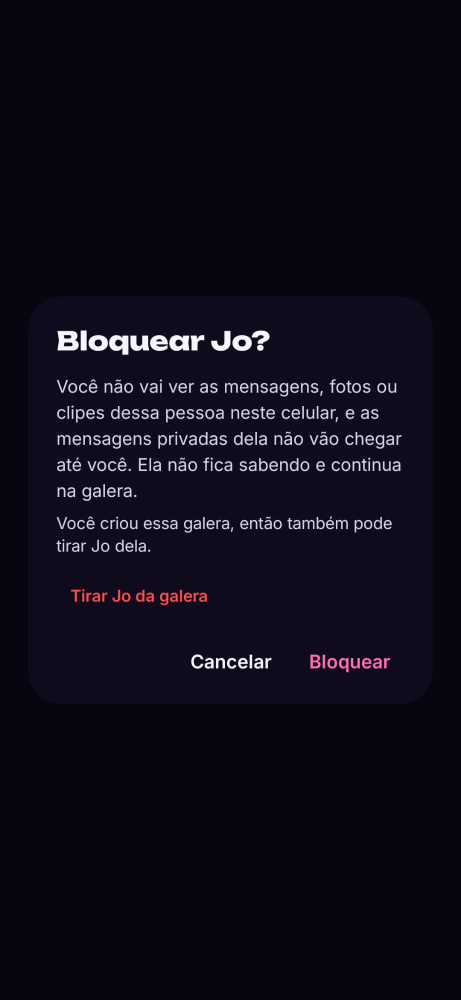 Bloquear Jo?
Você não vai ver as mensagens, fotos ou
clipes dessa pessoa neste celular, e as
mensagens privadas dela não vão chegar
até você. Ela não fica sabendo e continua
na galera.
Você criou essa galera, então também pode
tirar Jo dela.
Tirar Jo da galera
Cancelar
Bloquear